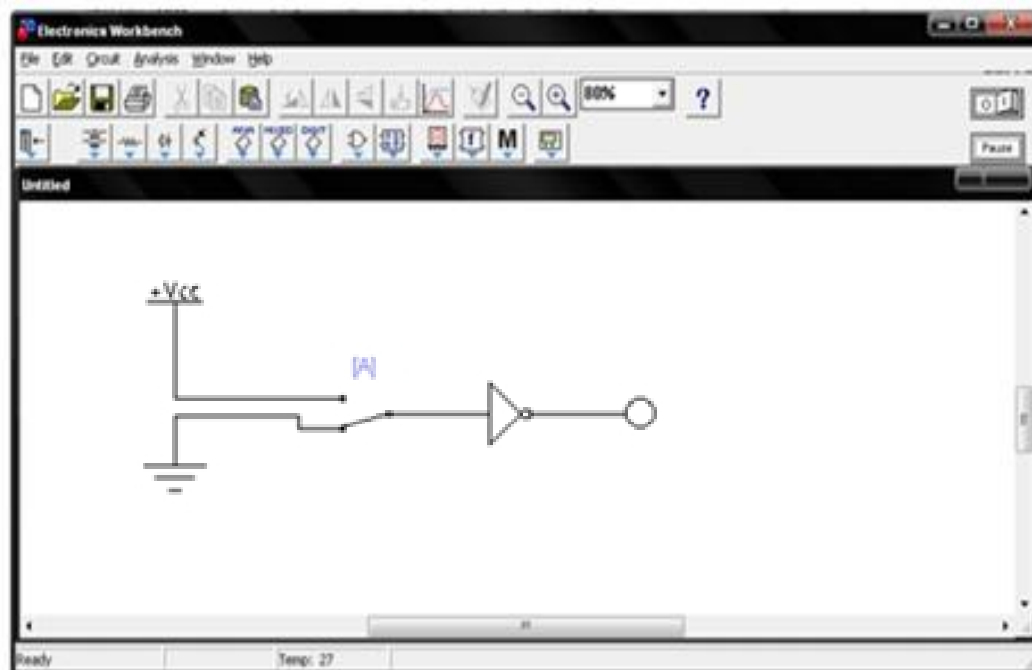 Electronics Workbench
File Edit Circuit Analysis Window Help
80%
?
M
Pause
Untitled
+Vcc
[A]
Ready
Temp: 27